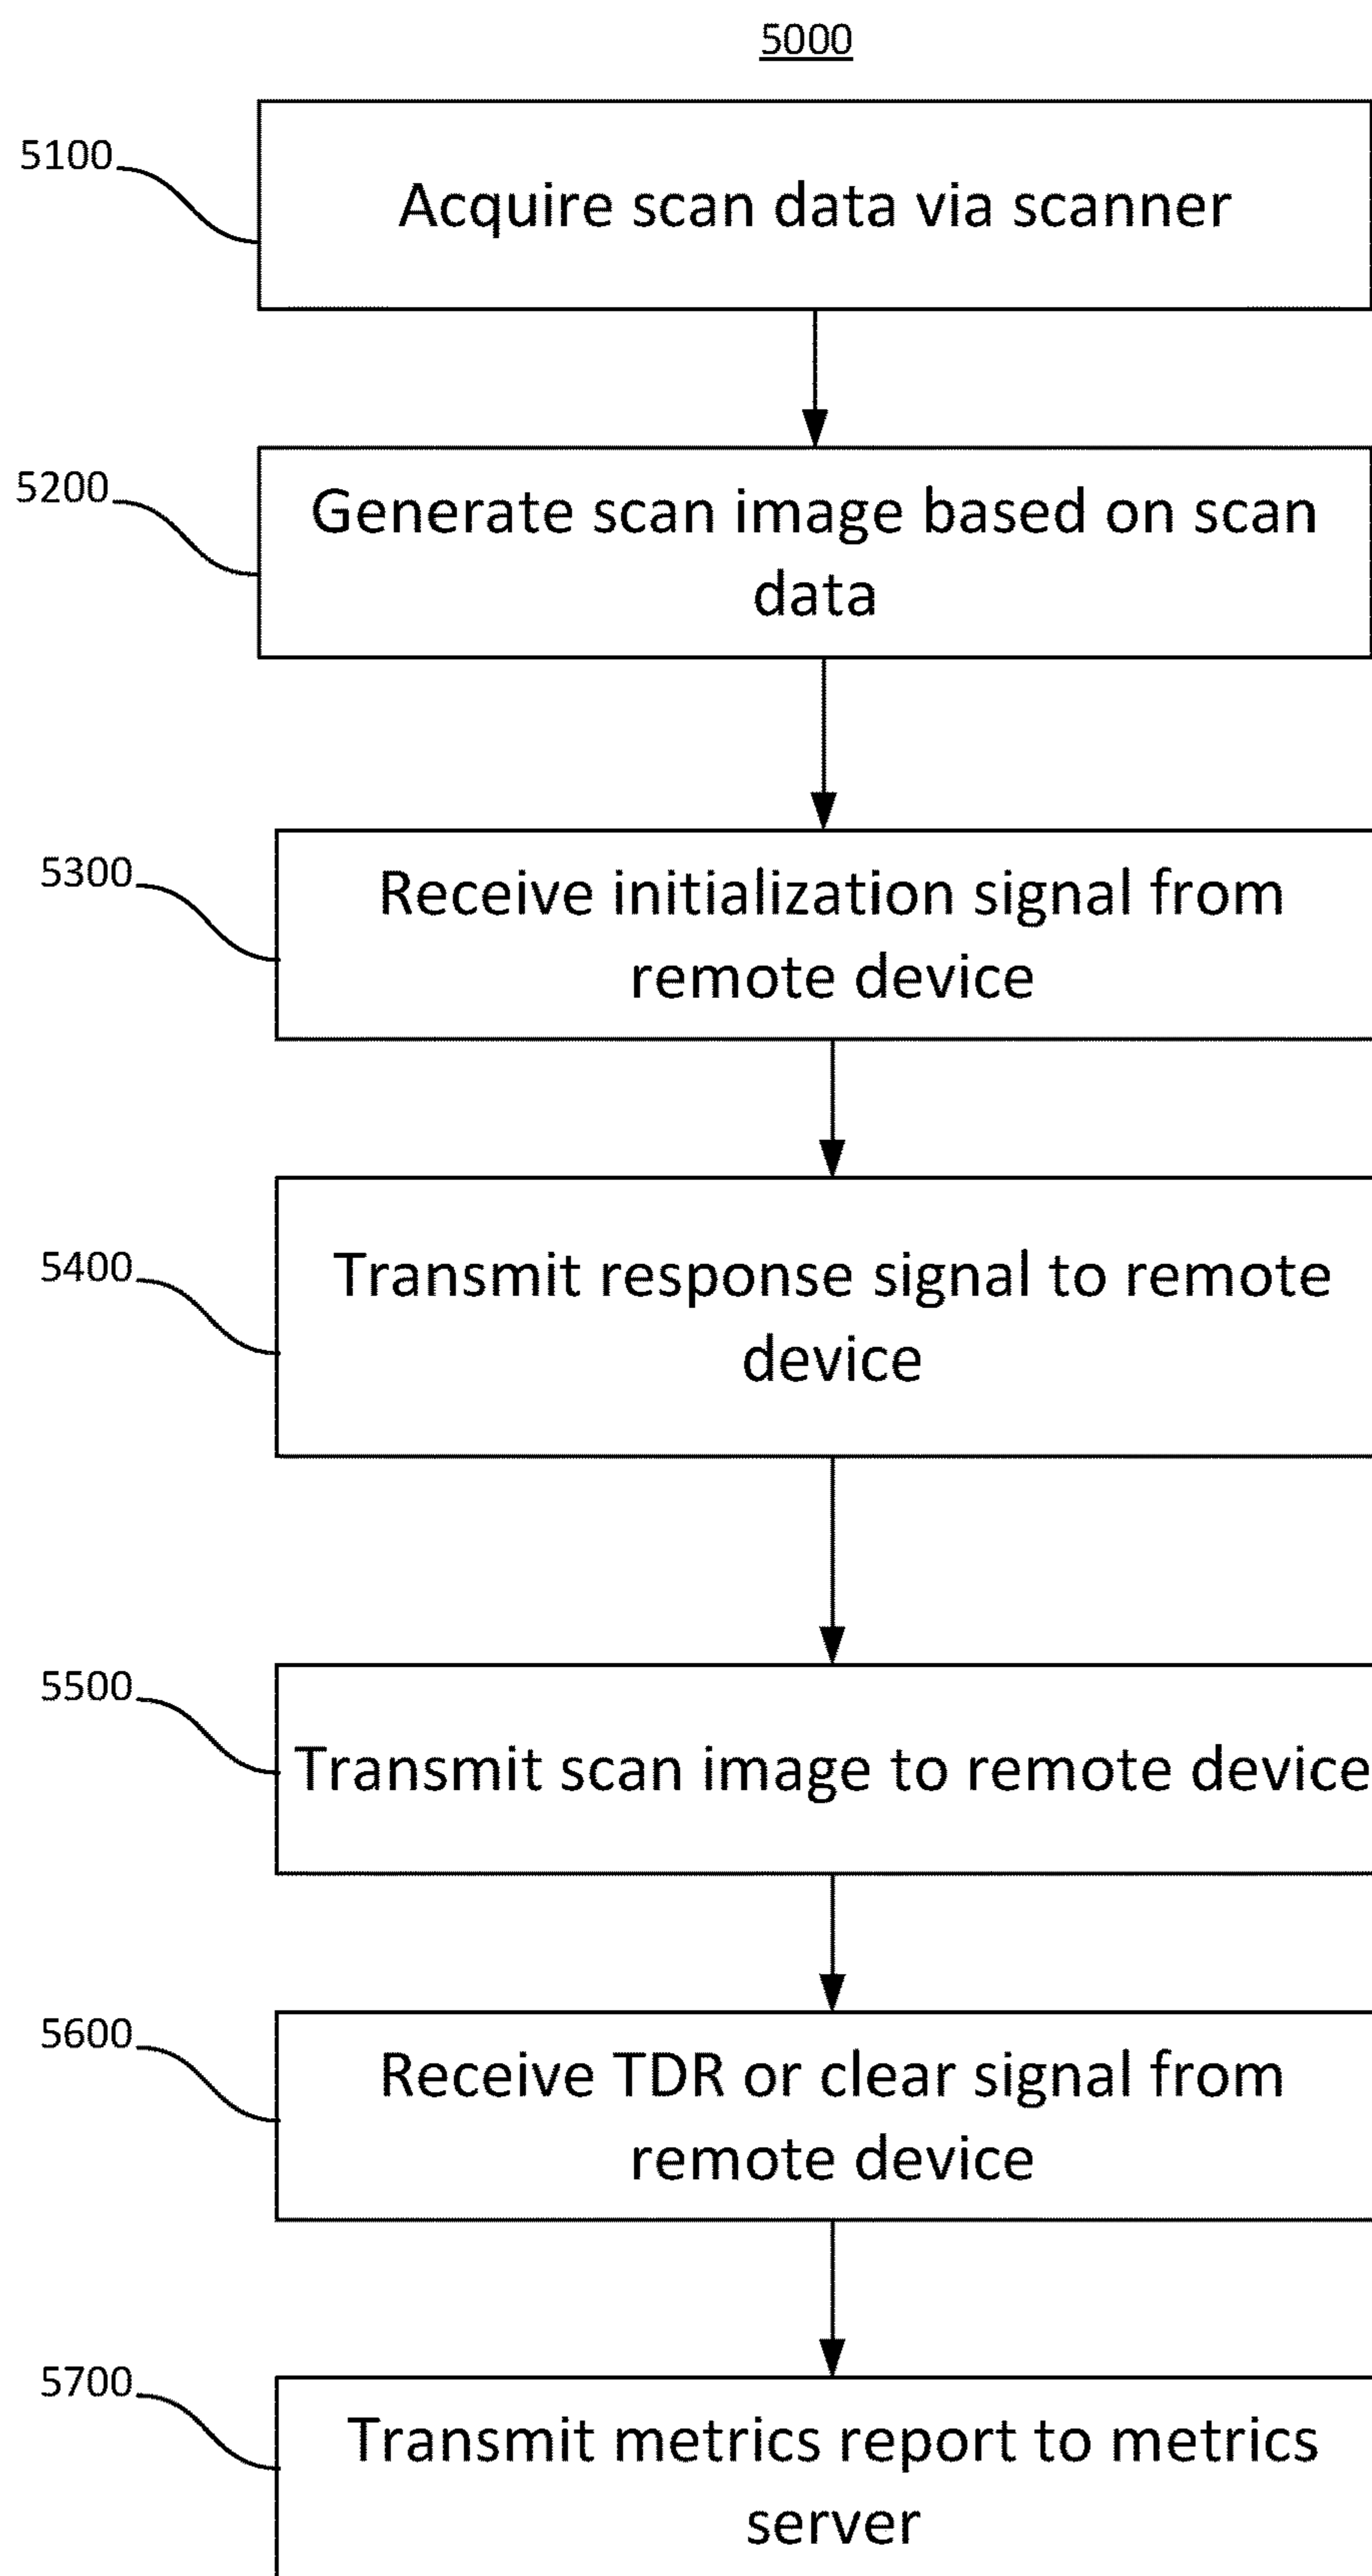 5000
5100
Acquire scan data via scanner
5200
Generate scan image based on scan
data
5300
Receive initialization signal from
remote device
5400
Transmit response signal to remote
device
5500
Transmit scan image to remote device
5600
Receive TDR or clear signal from
remote device
5700
Transmit metrics report to metrics
server